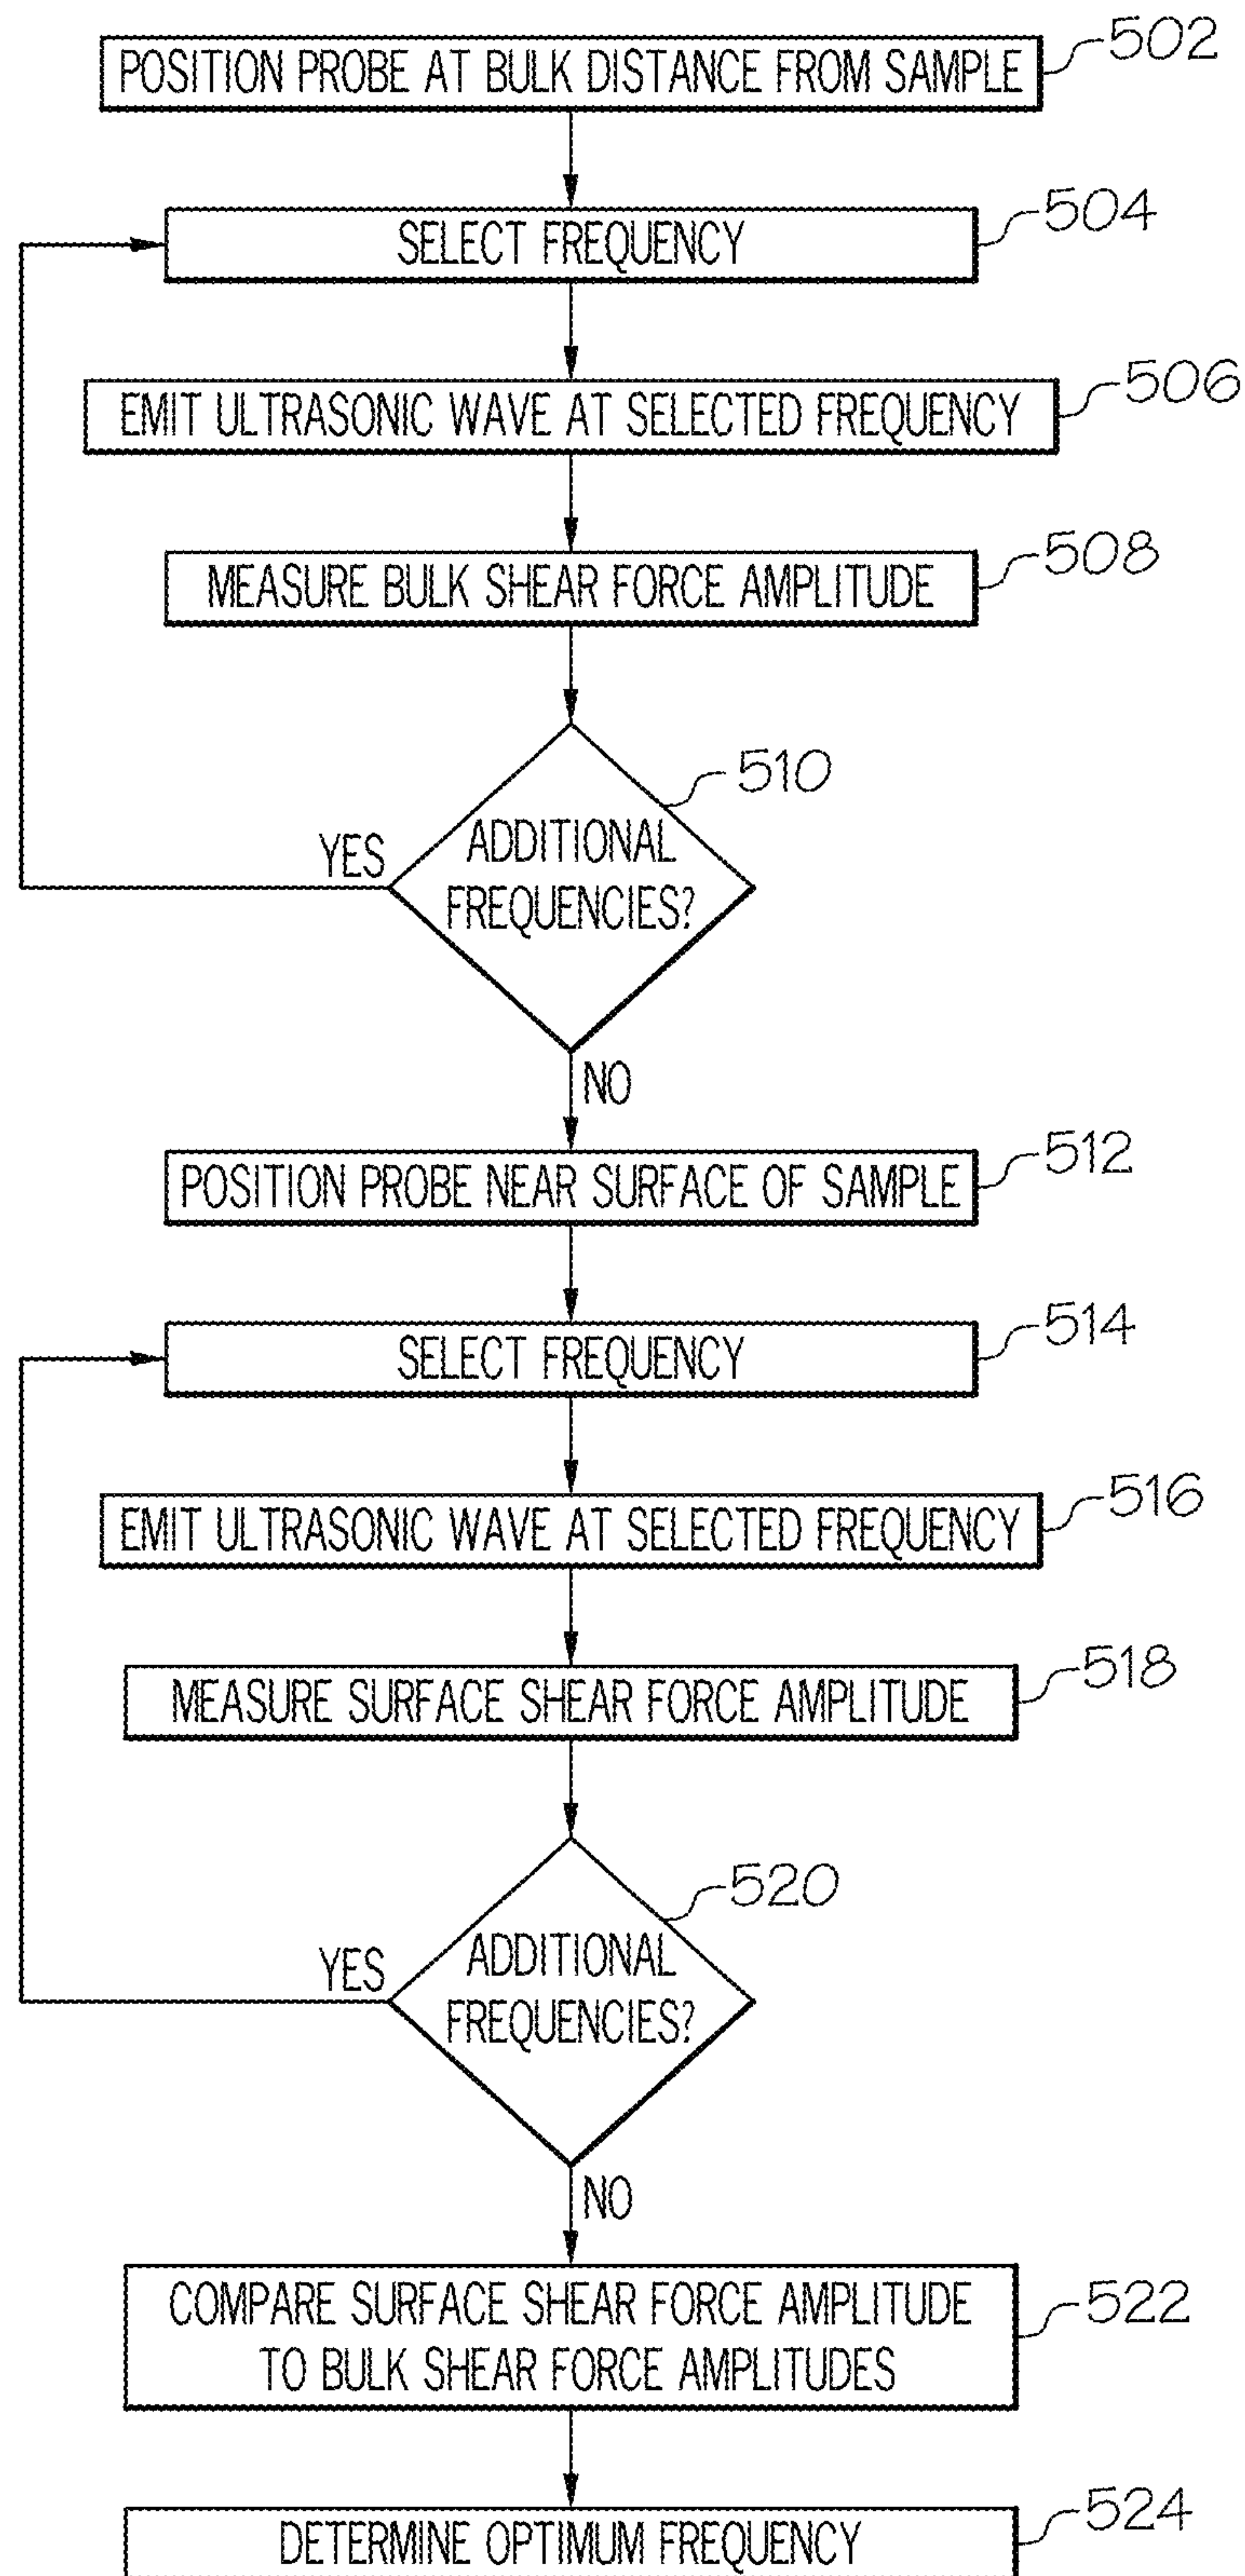 POSITION PROBE AT BULK DISTANCE FROM SAMPLE
502
SELECT FREQUENCY
504
EMIT ULTRASONIC WAVE AT SELECTED FREQUENCY
506
MEASURE BULK SHEAR FORCE AMPLITUDE
508
510
ADDITIONAL
FREQUENCIES?
YES
NO
POSITION PROBE NEAR SURFACE OF SAMPLE
512
SELECT FREQUENCY
514
EMIT ULTRASONIC WAVE AT SELECTED FREQUENCY
516
MEASURE SURFACE SHEAR FORCE AMPLITUDE
518
520
ADDITIONAL
FREQUENCIES?
YES
NO
COMPARE SURFACE SHEAR FORCE AMPLITUDE
TO BULK SHEAR FORCE AMPLITUDES
522
DETERMINE OPTIMUM FREQUENCY
524